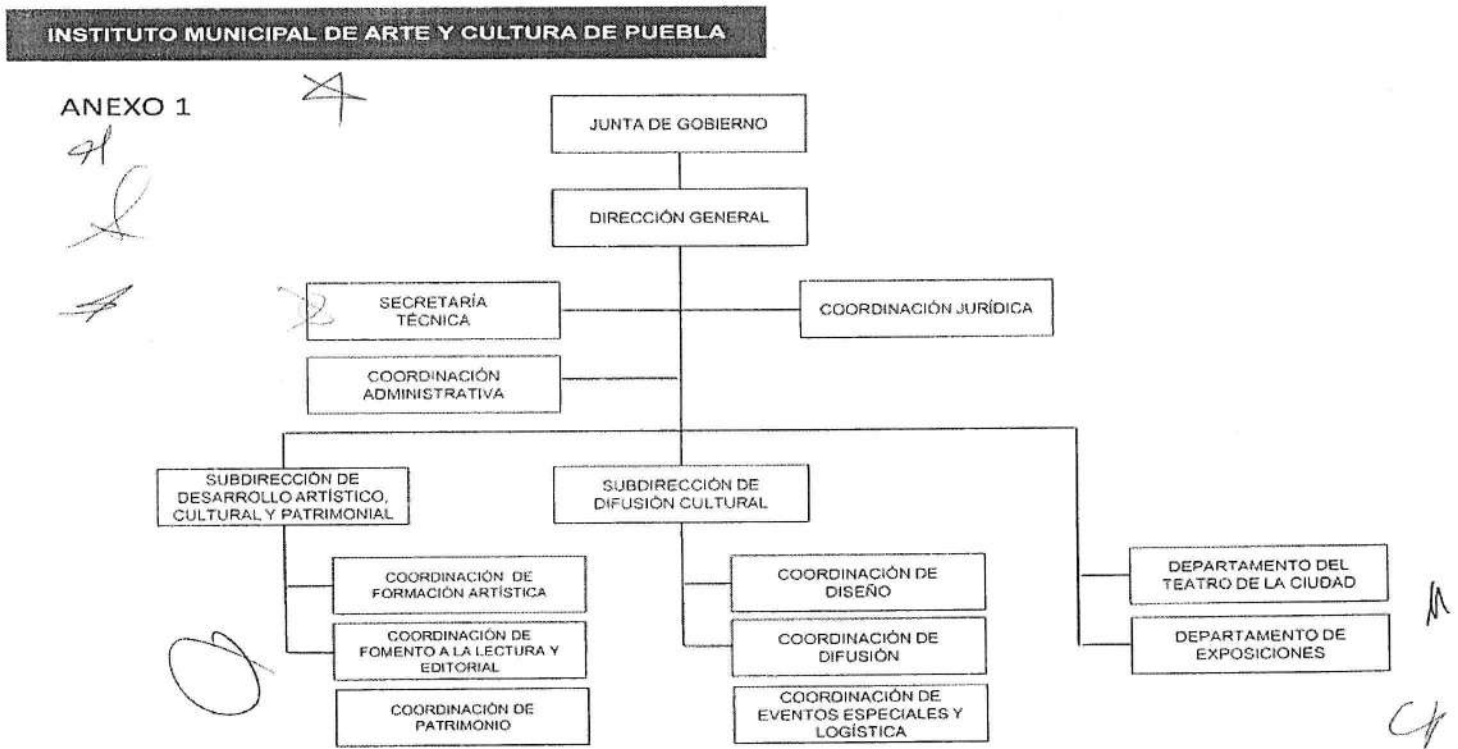 INSTITUTO MUNICIPAL DE ARTE Y CULTURA DE PUEBLA
ANEXO 1
JUNTA DE GOBIERNO
DIRECCIÓN GENERAL
SECRETARÍA
TÉCNICA
COORDINACIÓN JURÍDICA
COORDINACIÓN
ADMINISTRATIVA
SUBDIRECCIÓN DE
DESARROLLO ARTÍSTICO,
CULTURAL Y PATRIMONIAL
SUBDIRECCIÓN DE
DIFUSIÓN CULTURAL
COORDINACIÓN DE
FORMACIÓN ARTÍSTICA
COORDINACIÓN DE
FOMENTO A LA LECTURA Y
EDITORIAL
COORDINACIÓN DE
PATRIMONIO
COORDINACIÓN DE
DISEÑO
COORDINACIÓN DE
DIFUSIÓN
COORDINACIÓN DE
EVENTOS ESPECIALES Y
LOGÍSTICA
DEPARTAMENTO DEL
TEATRO DE LA CIUDAD
DEPARTAMENTO DE
EXPOSICIONES